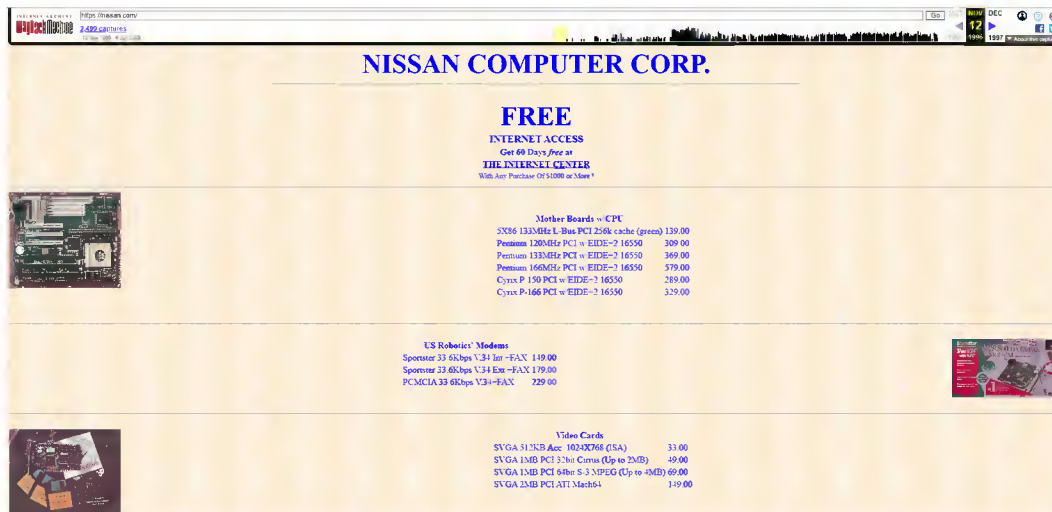 INTERNET ARCHIVE
WayBackMachine
https://nissan.com/
Go
NOV
DEC
2,499 captures
12
1996
1997
About this capture
NISSAN COMPUTER CORP.
FREE
INTERNET ACCESS
Get 60 Days free at
THE INTERNET CENTER
With Any Purchase Of $1000 or More *
Mother Boards w/CPU
5X86 133MHz L-Bus/PCI 256k cache (green) 139.00
Pentium 120MHz PCI w/EIDE+2 16550 309.00
Pentium 133MHz PCI w/EIDE+2 16550 369.00
Pentium 166MHz PCI w/EIDE+2 16550 579.00
Cyrix P-150 PCI w/EIDE+2 16550 289.00
Cyrix P-166 PCI w/EIDE+2 16550 329.00
US Robotics' Modems
Sportster 33.6Kbps V.34 Int +FAX 149.00
Sportster 33.6Kbps V.34 Ext +FAX 179.00
PCMCIA 33.6Kbps V.34+FAX 229.00
Video Cards
SVGA 512KB Acc 1024X768 (ISA) 33.00
SVGA 1MB PCI 32bit Cirrus (Up to 2MB) 49.00
SVGA 1MB PCI 64bit S-3 MPEG (Up to 4MB) 69.00
SVGA 2MB PCI ATI Mach64 149.00